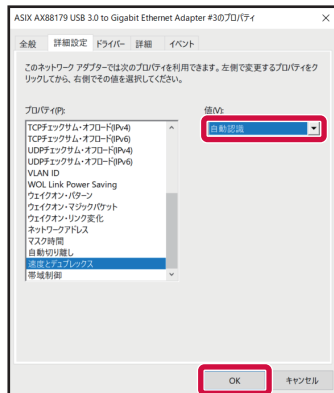 ASIX AX88179 USB 3.0 to Gigabit Ethernet Adapter #3のプロパティ
全般 詳細設定 ドライバー 詳細 イベント
このネットワーク アダプターでは次のプロパティを利用できます。左側で変更するプロパティをク
リックしてから、右側でその値を選択してください。
プロパティ(P): 値(V):
TCPチェックサム・オフロード(IPv4)
TCPチェックサム・オフロード(IPv6)
UDPチェックサム・オフロード(IPv4)
UDPチェックサム・オフロード(IPv6)
VLAN ID
WOL Link Power Saving
ウェイクオン・パターン
ウェイクオン・マジックパケット
ウェイクオン・リンク変化
ネットワークアドレス
マスク時間
自動切り離し
速度とデュプレックス
帯域制御
自動認識
OK キャンセル